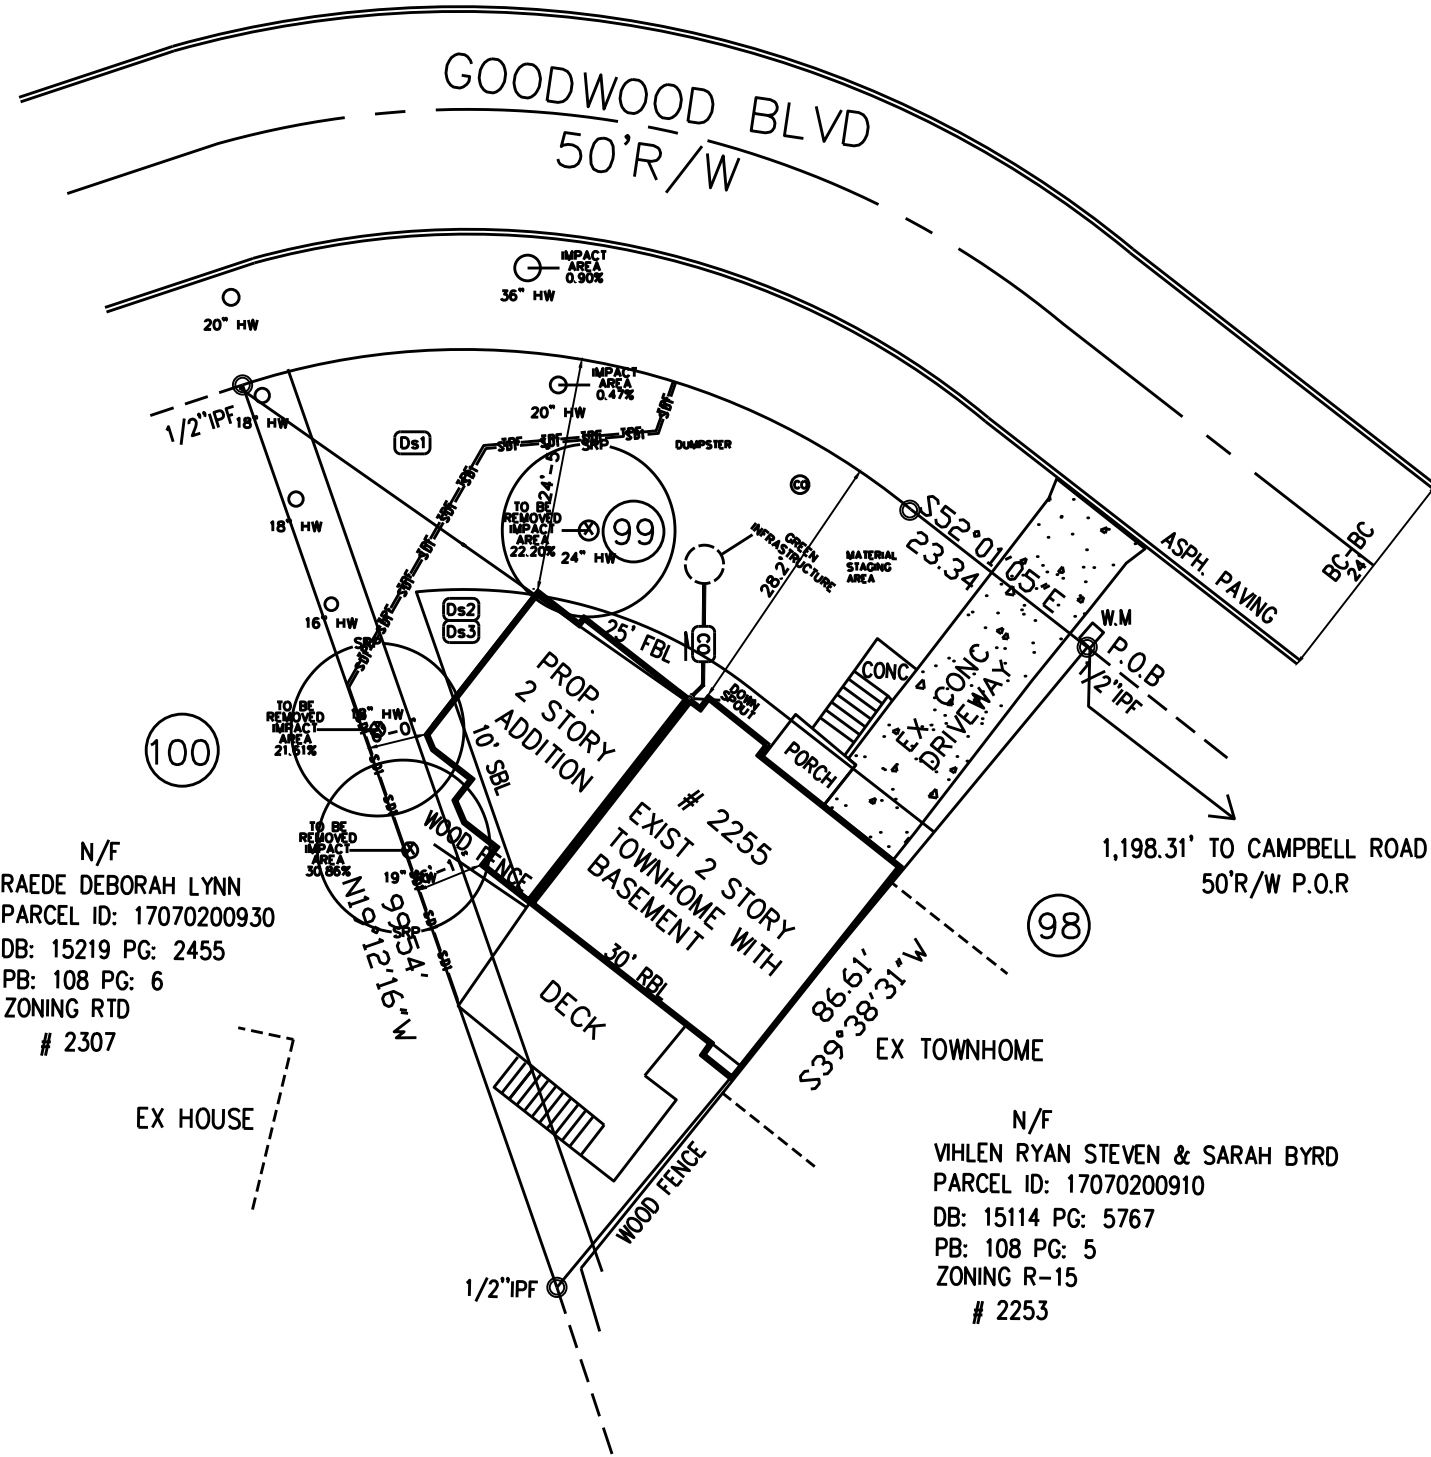 GOODWOOD BLVD
50'R/W
IMPACT
AREA
0.90%
36" HW
20" HW
1/2"IPF
18" HW
IMPACT
AREA
0.47%
20" HW
Ds1
SRP
DUMPSTER
CO
24'-5"
TO BE
REMOVED
IMPACT
AREA
22.20%
24" HW
99
18" HW
GREEN
INFRASTRUCTURE
28.2'
MATERIAL
STAGING
AREA
S52°01'05"E
23.34
ASPH. PAVING
BC-BC
24'
W.M
P.O.B
1/2"IPF
16" HW
Ds2
Ds3
25' FBL
CO
DOWN
SPOUT
CONC
PORCH
EX CONC
DRIVEWAY
PROP.
2 STORY
ADDITION
10' SBL
TO BE
REMOVED
IMPACT
AREA
21.61%
18" HW
100
TO BE
REMOVED
IMPACT
AREA
30.86%
19" HW
SRP
WOOD FENCE
# 2255
EXIST 2 STORY
TOWNHOME WITH
BASEMENT
30' RBL
DECK
99.54'
N19°12'16"W
1,198.31' TO CAMPBELL ROAD
50'R/W P.O.R
98
86.61'
S39°38'31"W
EX TOWNHOME
N/F
RAEDE DEBORAH LYNN
PARCEL ID: 17070200930
DB: 15219 PG: 2455
PB: 108 PG: 6
ZONING RTD
# 2307
EX HOUSE
WOOD FENCE
1/2"IPF
N/F
VIHLEN RYAN STEVEN & SARAH BYRD
PARCEL ID: 17070200910
DB: 15114 PG: 5767
PB: 108 PG: 5
ZONING R-15
# 2253